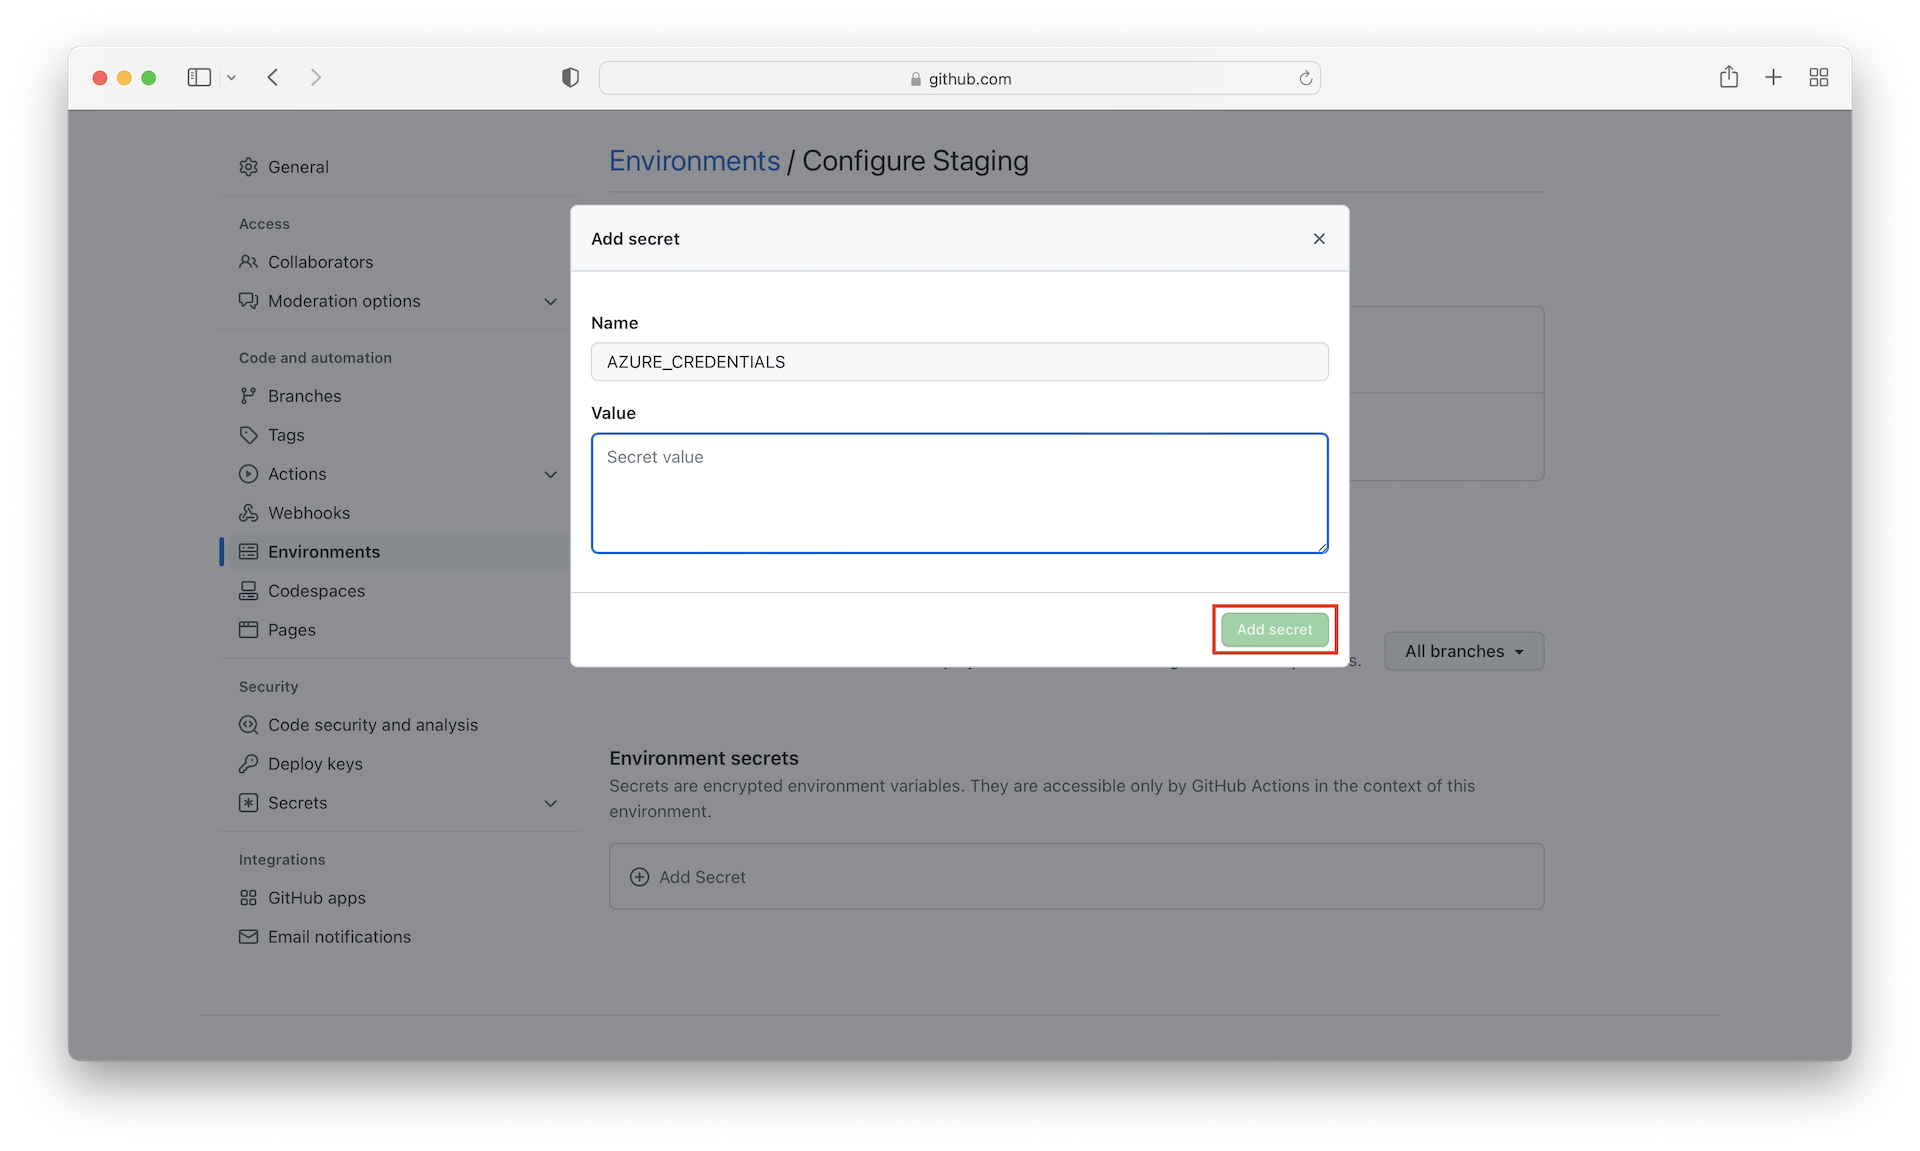 github.com
General
Access
Collaborators
Moderation options
Code and automation
Branches
Tags
Actions
Webhooks
Environments
Codespaces
Pages
Security
Code security and analysis
Deploy keys
Secrets
Integrations
GitHub apps
Email notifications
Environments / Configure Staging
Add secret
Name
AZURE_CREDENTIALS
Value
Secret value
Add secret
All branches
Environment secrets
Secrets are encrypted environment variables. They are accessible only by GitHub Actions in the context of this
environment.
Add Secret